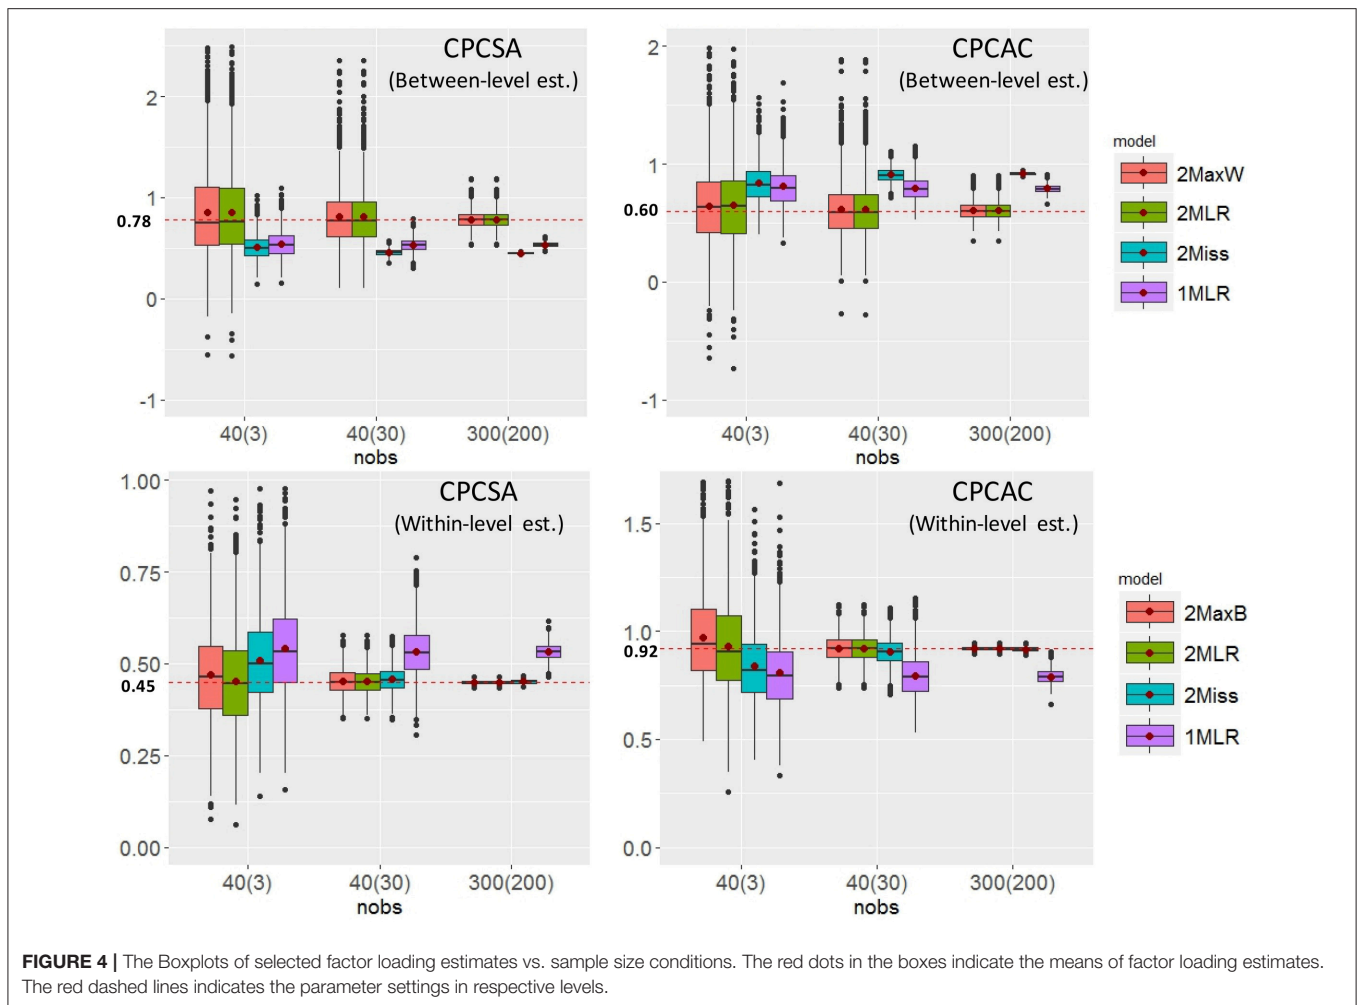 CPCSA
(Between-level est.)
2
1
0.78
0
-1
40(3) 40(30) 300(200)
nobs
CPCAC
(Between-level est.)
2
1
0.60
0
-1
40(3) 40(30) 300(200)
nobs
model
2MaxW
2MLR
2Miss
1MLR
CPCSA
(Within-level est.)
1.00
0.75
0.50
0.45
0.25
0.00
40(3) 40(30) 300(200)
nobs
CPCAC
(Within-level est.)
1.5
1.0
0.92
0.5
0.0
40(3) 40(30) 300(200)
nobs
model
2MaxB
2MLR
2Miss
1MLR
FIGURE 4 | The Boxplots of selected factor loading estimates vs. sample size conditions. The red dots in the boxes indicate the means of factor loading estimates.
The red dashed lines indicates the parameter settings in respective levels.